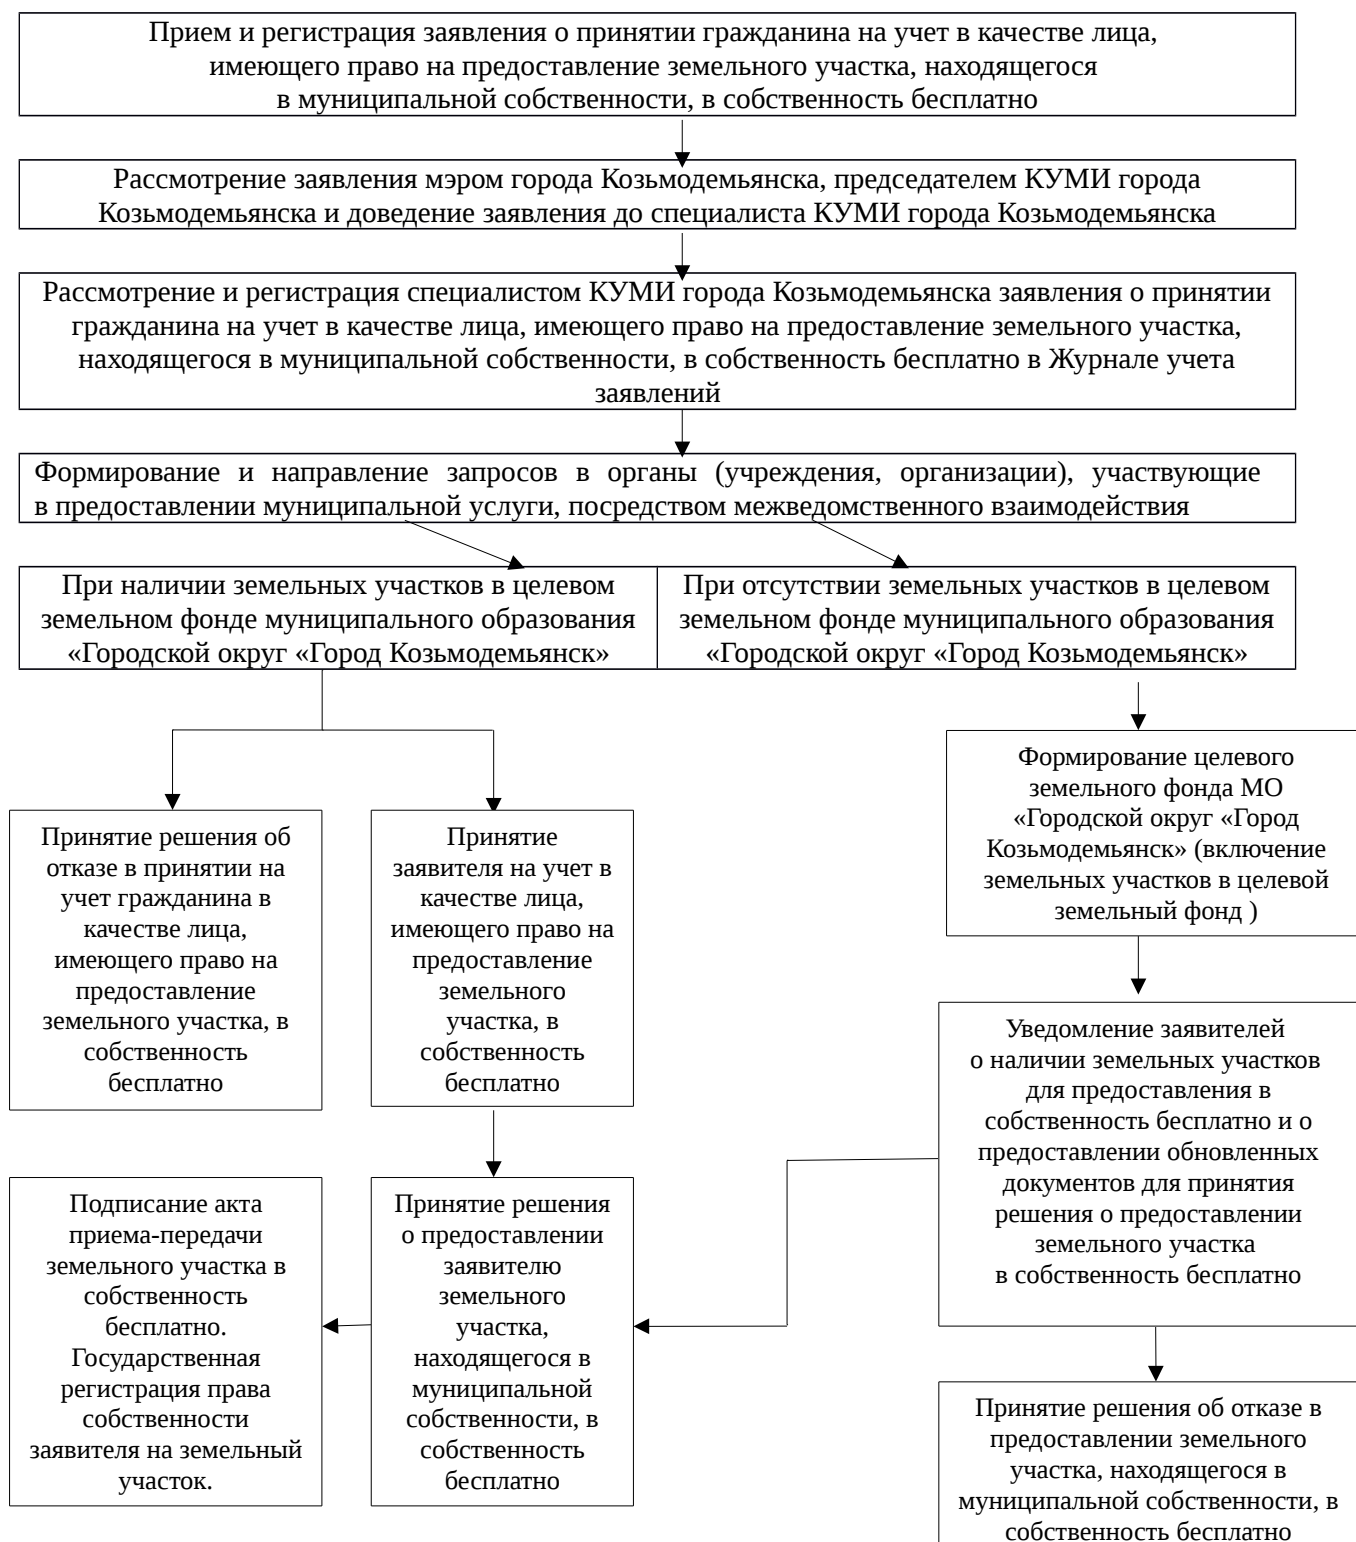 Прием и регистрация заявления о принятии гражданина на учет в качестве лица,
имеющего право на предоставление земельного участка, находящегося
в муниципальной собственности, в собственность бесплатно
Рассмотрение заявления мэром города Козьмодемьянска, председателем КУМИ города
Козьмодемьянска и доведение заявления до специалиста КУМИ города Козьмодемьянска
Рассмотрение и регистрация специалистом КУМИ города Козьмодемьянска заявления о принятии
гражданина на учет в качестве лица, имеющего право на предоставление земельного участка,
находящегося в муниципальной собственности, в собственность бесплатно в Журнале учета
заявлений
Формирование и направление запросов в органы (учреждения, организации), участвующие
в предоставлении муниципальной услуги, посредством межведомственного взаимодействия
При наличии земельных участков в целевом
земельном фонде муниципального образования
«Городской округ «Город Козьмодемьянск»
При отсутствии земельных участков в целевом
земельном фонде муниципального образования
«Городской округ «Город Козьмодемьянск»
Принятие решения об
отказе в принятии на
учет гражданина в
качестве лица,
имеющего право на
предоставление
земельного участка, в
собственность
бесплатно
Принятие
заявителя на учет в
качестве лица,
имеющего право на
предоставление
земельного
участка, в
собственность
бесплатно
Формирование целевого
земельного фонда МО
«Городской округ «Город
Козьмодемьянск» (включение
земельных участков в целевой
земельный фонд )
Уведомление заявителей
о наличии земельных участков
для предоставления в
собственность бесплатно и о
предоставлении обновленных
документов для принятия
решения о предоставлении
земельного участка
в собственность бесплатно
Подписание акта
приема-передачи
земельного участка в
собственность
бесплатно.
Государственная
регистрация права
собственности
заявителя на земельный
участок.
Принятие решения
о предоставлении
заявителю
земельного
участка,
находящегося в
муниципальной
собственности, в
собственность
бесплатно
Принятие решения об отказе в
предоставлении земельного
участка, находящегося в
муниципальной собственности, в
собственность бесплатно